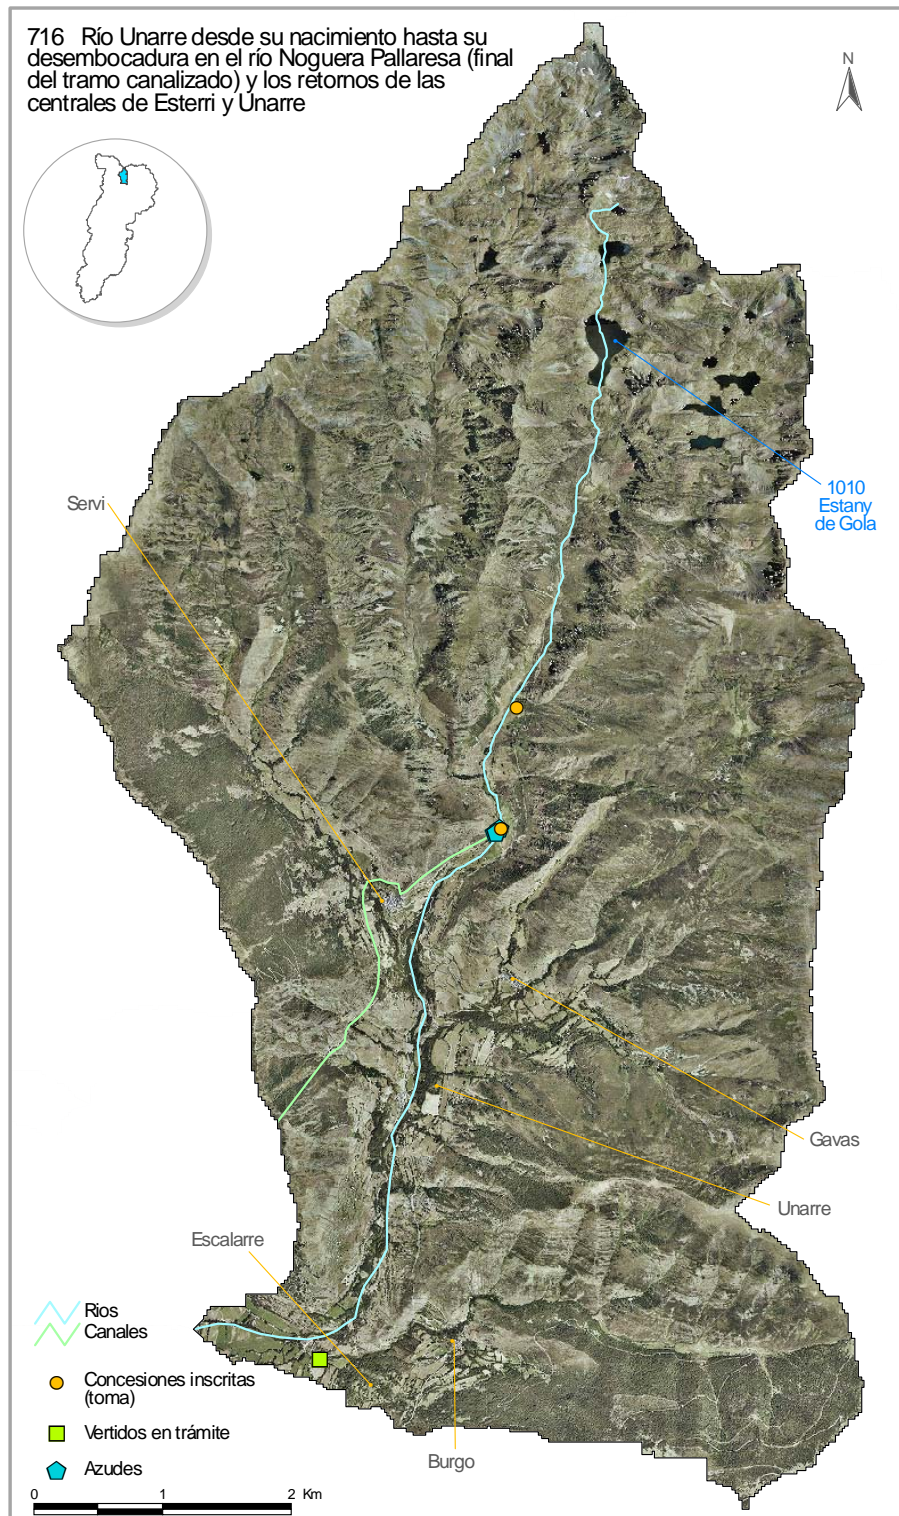 716 Río Unarre desde su nacimiento hasta su
desembocadura en el río Noguera Pallaresa (final
del tramo canalizado) y los retornos de las
centrales de Esterri y Unarre
N
Servi
1010
Estany
de Gola
Gavas
Unarre
Escalarre
Burgo
Rios
Canales
Concesiones inscritas
(toma)
Vertidos en trámite
Azudes
0 1 2 Km